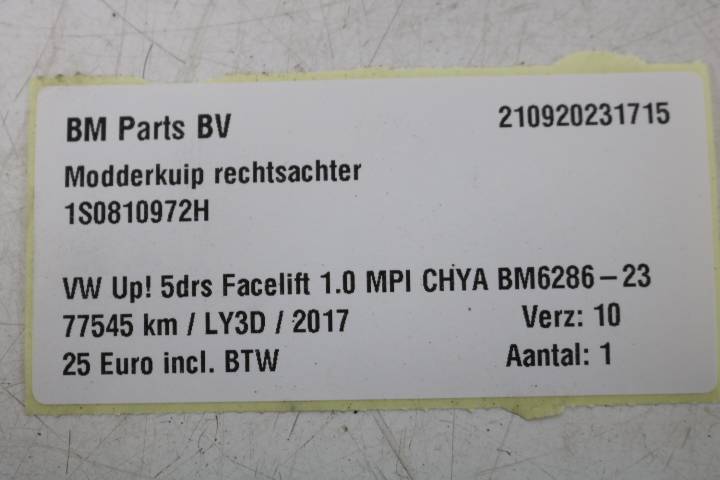 BM Parts BV 210920231715
Modderkuip rechtsachter
1S0810972H
VW Up! 5drs Facelift 1.0 MPI CHYA BM6286-23
77545 km / LY3D / 2017 Verz: 10
25 Euro incl. BTW Aantal: 1